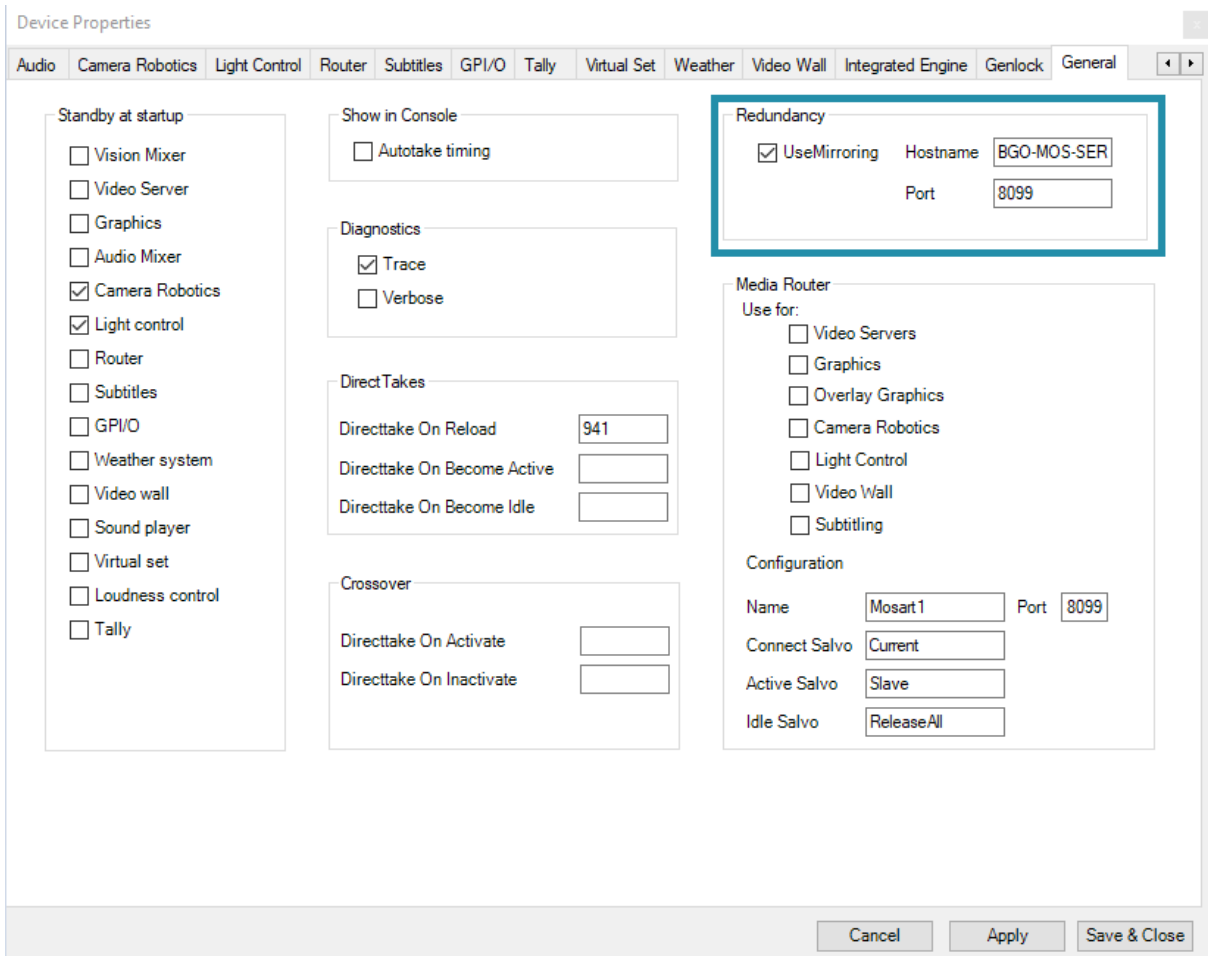 Device Properties
x
Audio Camera Robotics Light Control Router Subtitles GPI/O Tally Virtual Set Weather Video Wall Integrated Engine Genlock General
Standby at startup
Vision Mixer
Video Server
Graphics
Audio Mixer
Camera Robotics
Light control
Router
Subtitles
GPI/O
Weather system
Video wall
Sound player
Virtual set
Loudness control
Tally
Show in Console
Autotake timing
Diagnostics
Trace
Verbose
DirectTakes
Directtake On Reload 941
Directtake On Become Active
Directtake On Become Idle
Crossover
Directtake On Activate
Directtake On Inactivate
Redundancy
UseMirroring Hostname BGO-MOS-SER
Port 8099
Media Router
Use for:
Video Servers
Graphics
Overlay Graphics
Camera Robotics
Light Control
Video Wall
Subtitling
Configuration
Name Mosart1 Port 8099
Connect Salvo Current
Active Salvo Slave
Idle Salvo ReleaseAll
Cancel Apply Save & Close